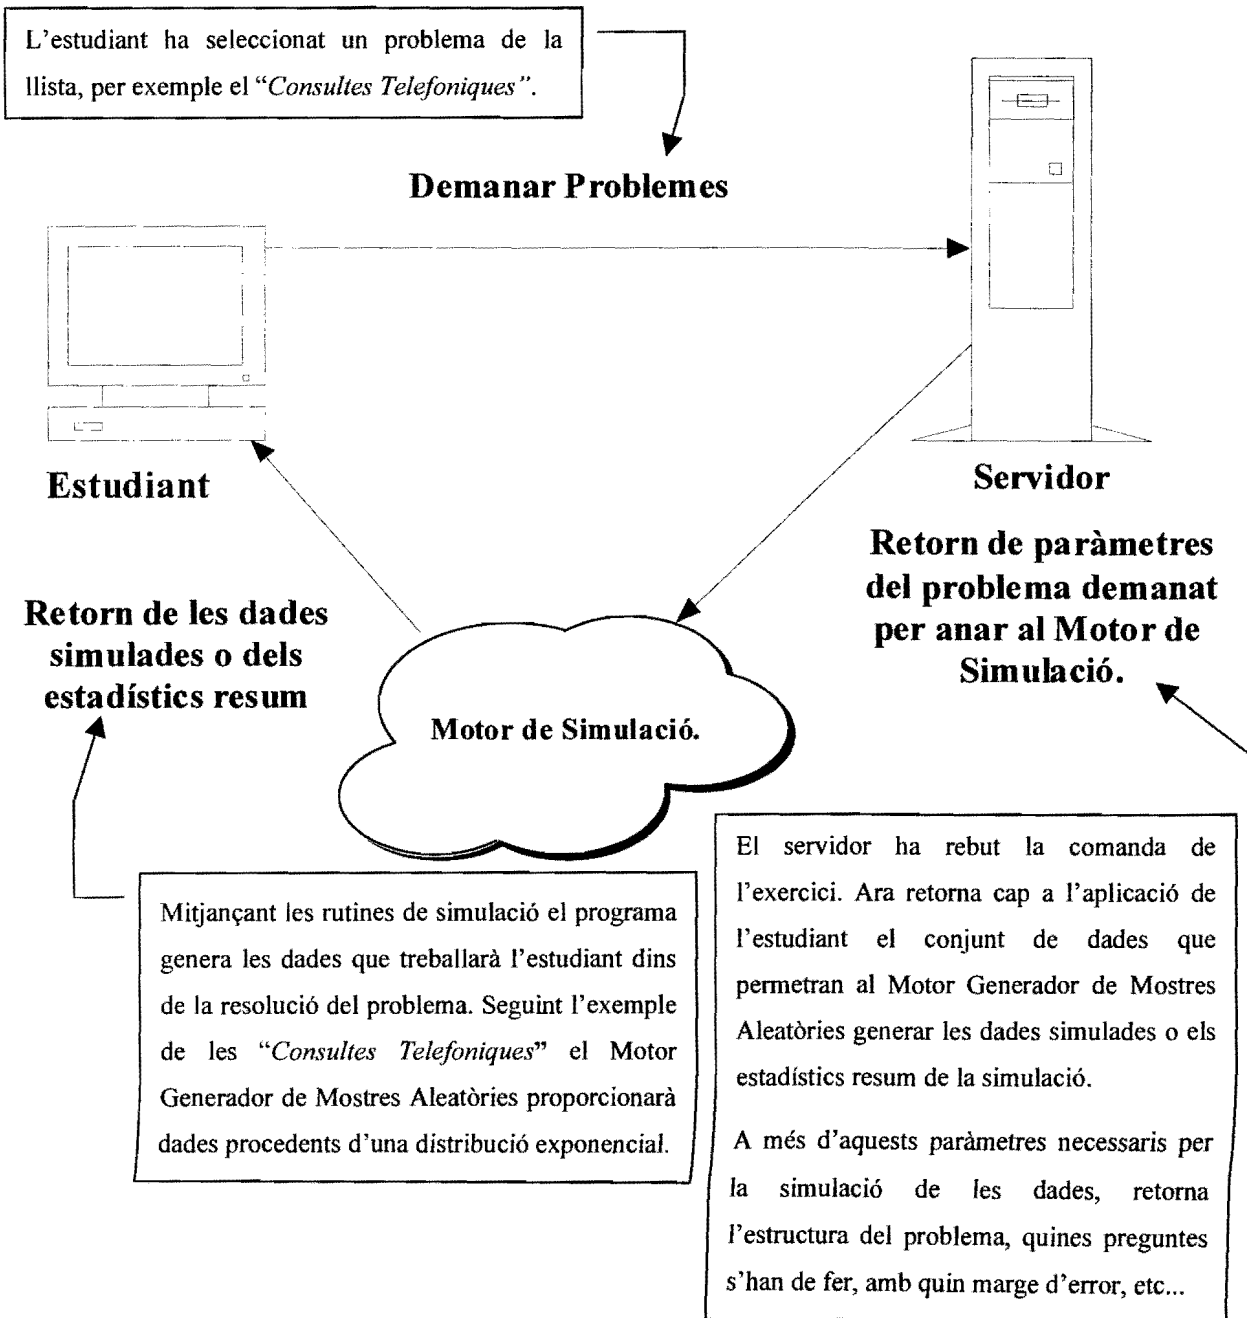 L'estudiant ha seleccionat un problema de la
llista, per exemple el “Consultes Telefoniques”.
Demanar Problemes
Estudiant
Servidor
Retorn de paràmetres
del problema demanat
per anar al Motor de
Simulació.
Retorn de les dades
simulades o dels
estadístics resum
Motor de Simulació.
El servidor ha rebut la comanda de
l'exercici. Ara retorna cap a l'aplicació de
l'estudiant el conjunt de dades que
permetran al Motor Generador de Mostres
Aleatòries generar les dades simulades o els
estadístics resum de la simulació.
A més d'aquests paràmetres necessaris per
la simulació de les dades, retorna
l'estructura del problema, quines preguntes
s'han de fer, amb quin marge d'error, etc...
Mitjançant les rutines de simulació el programa
genera les dades que treballarà l'estudiant dins
de la resolució del problema. Seguint l'exemple
de les “Consultes Telefoniques” el Motor
Generador de Mostres Aleatòries proporcionarà
dades procedents d'una distribució exponencial.